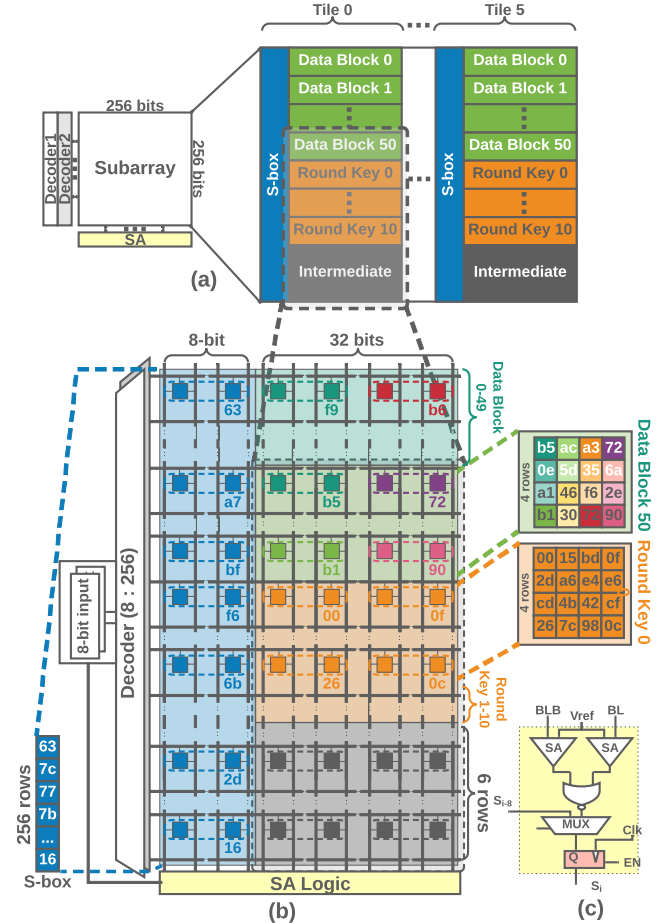 Tile 0
Tile 5
256 bits
256 bits
Decoder1
Decoder2
Subarray
SA
(a)
S-box
Data Block 0
Data Block 1
Data Block 50
Round Key 0
Round Key 10
Intermediate
S-box
Data Block 0
Data Block 1
Data Block 50
Round Key 0
Round Key 10
Intermediate
8-bit
32 bits
63
f9
b6
Data Block
0-49
a7
b5
72
bf
b1
90
f6
00
0f
6b
26
0c
Round
Key 1-10
2d
16
6 rows
Decoder (8 : 256)
8-bit input
SA Logic
(b)
256 rows
63
7c
77
7b
...
16
S-box
4 rows
b5 ac a3 72
0e 5d 35 6a
a1 46 f6 2e
b1 30 72 90
Data Block 50
4 rows
00 15 bd 0f
2d a6 e4 e6
cd 4b 42 cf
26 7c 98 0c
Round Key 0
BLB
Vref
BL
SA
SA
Si-8
MUX
Clk
Q
EN
Si
(c)